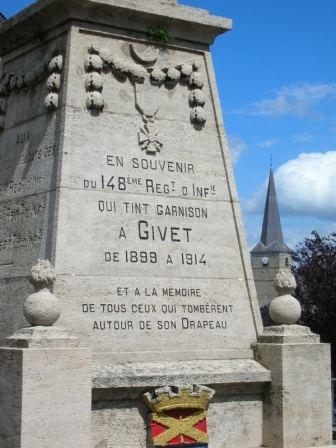 EN SOUVENIR
DU 148ÈME REGT D INFIE
QUI TINT GARNISON
A GIVET
DE 1899 A 1914
ET A LA MÉMOIRE
DE TOUS CEUX QUI TOMBÈRENT
AUTOUR DE SON DRAPEAU
AUX